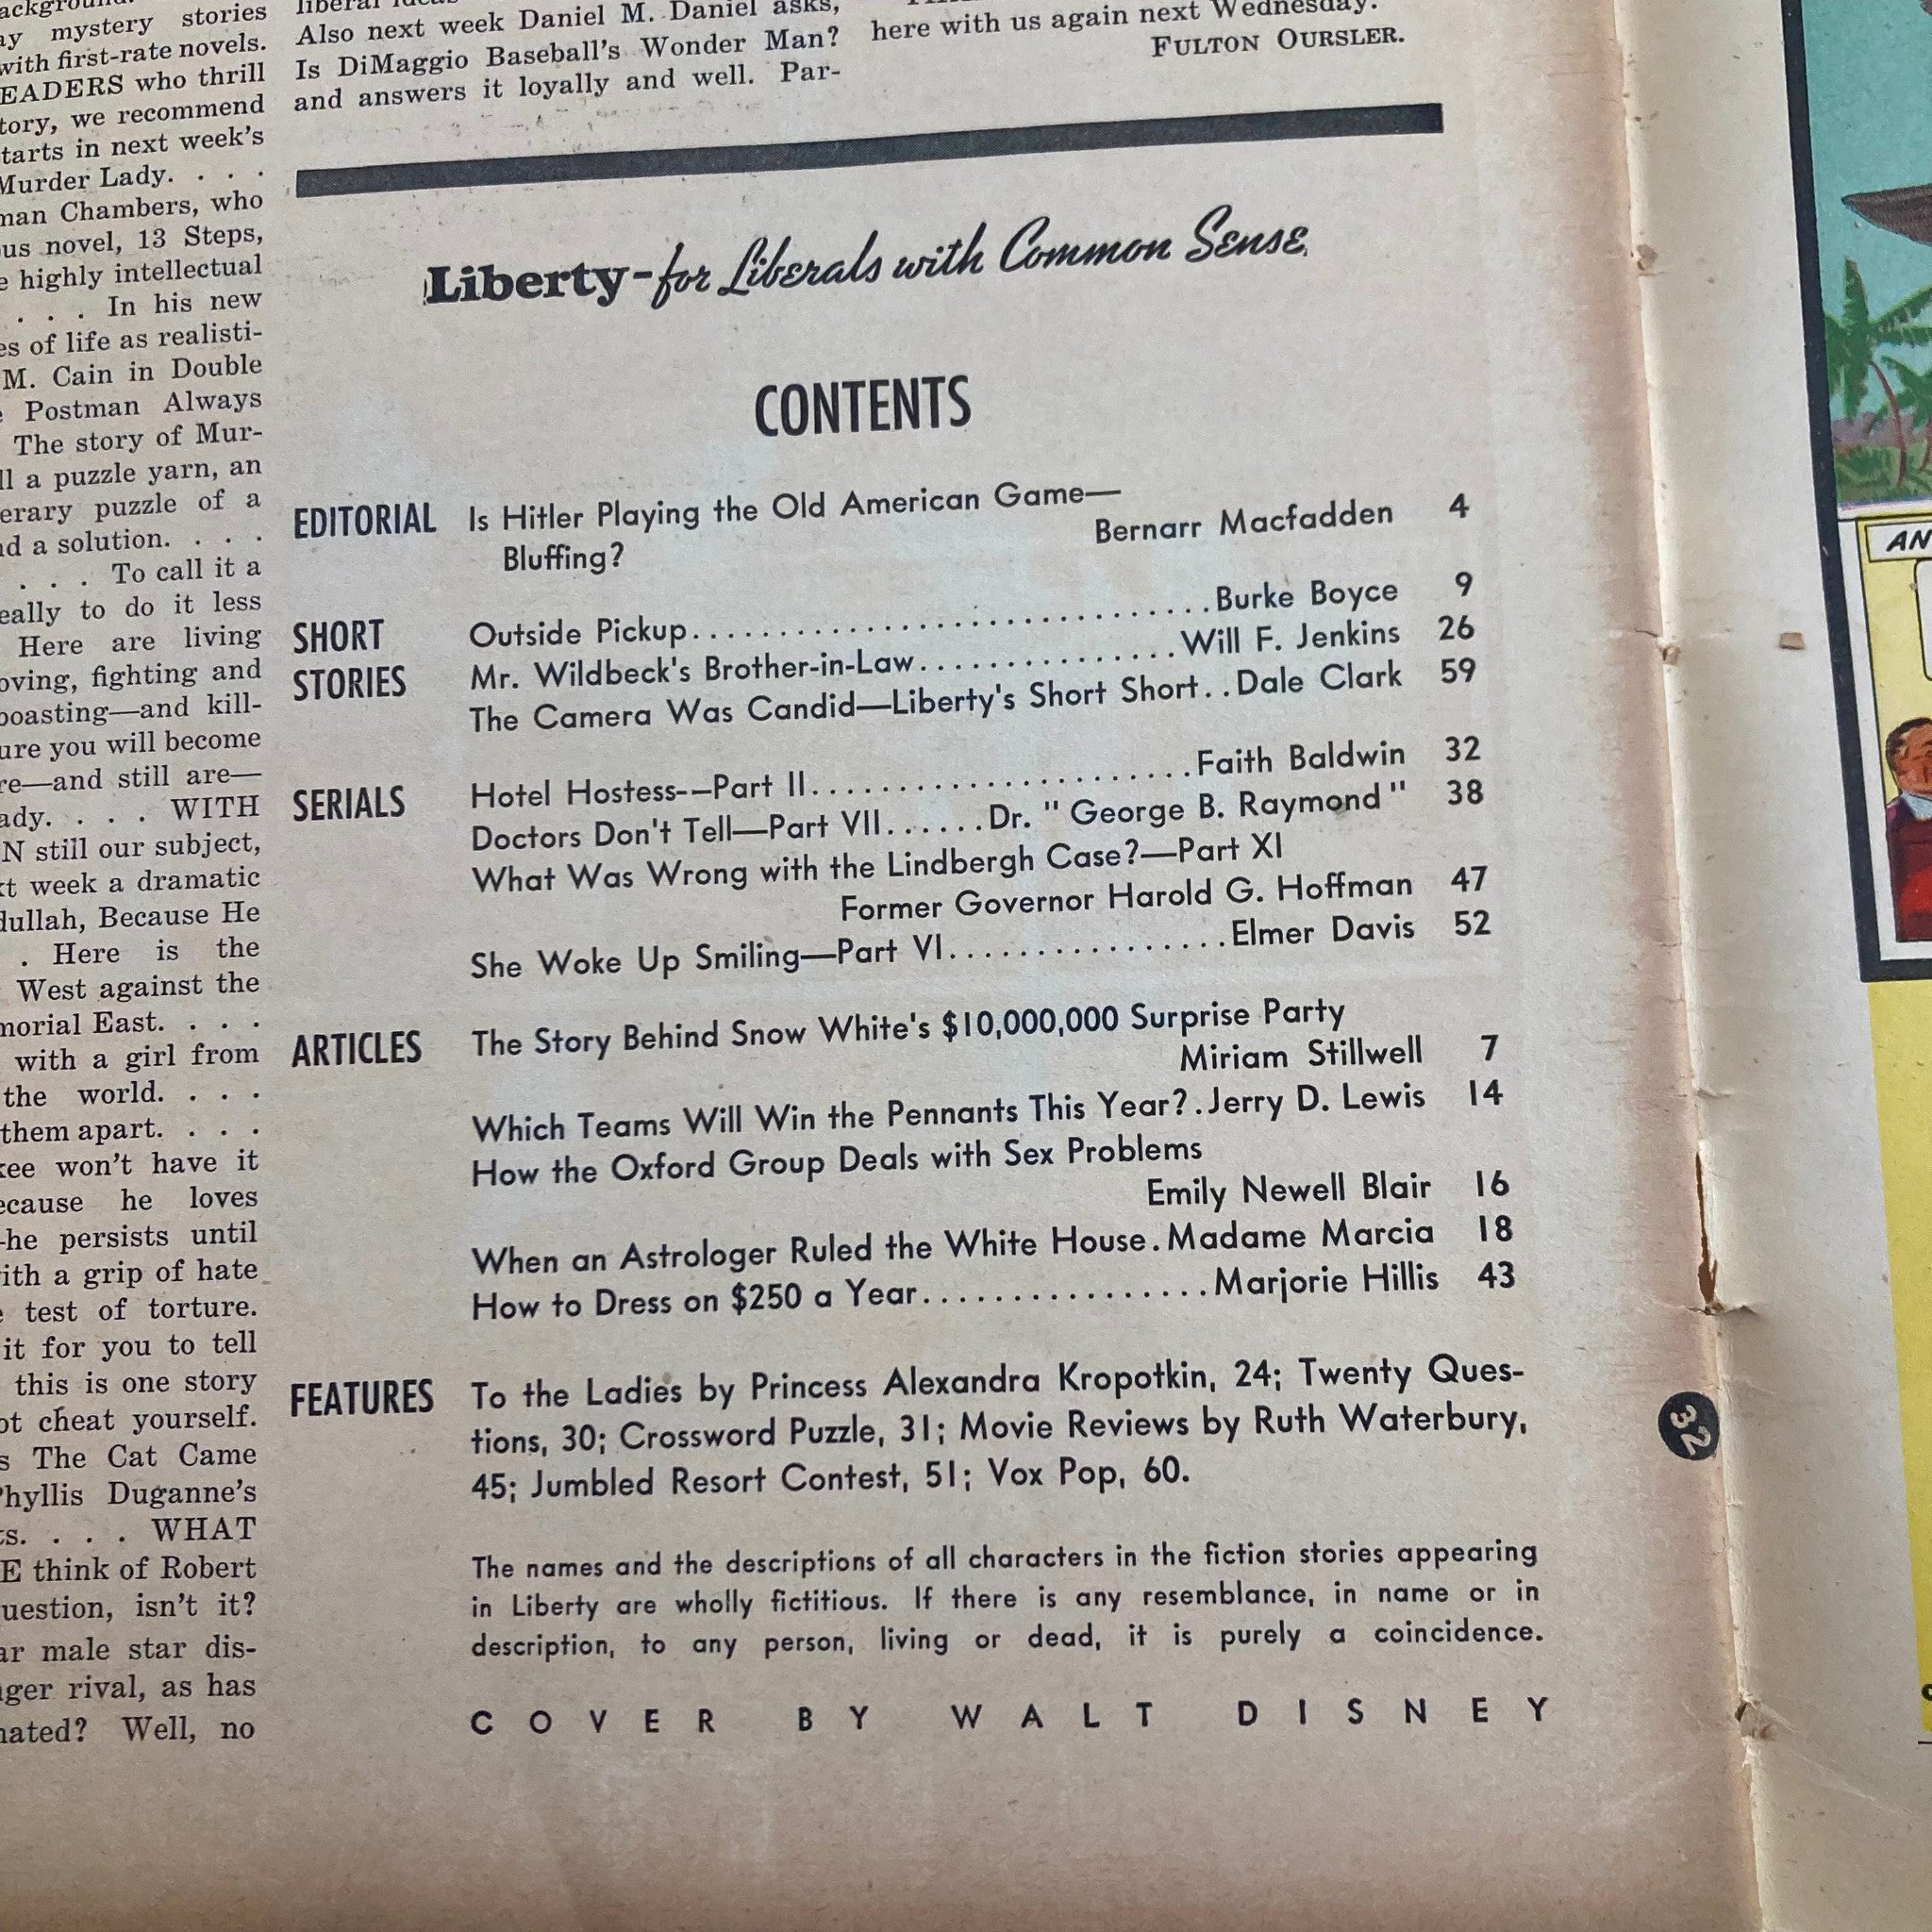 ay mystery stories
with first-rate novels.
EADERS who thrill
tory, we recommend
tarts in next week's
Murder Lady. . . .
man Chambers, who
us novel, 13 Steps,
e highly intellectual
. . . . In his new
es of life as realisti-
M. Cain in Double
e Postman Always
The story of Mur-
ll a puzzle yarn, an
erary puzzle of a
nd a solution. . . .
. . . . To call it a
eally to do it less
Here are living
oving, fighting and
boasting—and kill-
ure you will become
re—and still are—
ady. . . . WITH
N still our subject,
xt week a dramatic
dullah, Because He
. Here is the
West against the
morial East. . . .
with a girl from
the world. . . .
them apart. . . .
kee won't have it
ecause he loves
-he persists until
with a grip of hate
e test of torture.
it for you to tell
this is one story
ot cheat yourself.
s The Cat Came
Phyllis Duganne's
ts. . . . WHAT
E think of Robert
uestion, isn't it?
ar male star dis-
ger rival, as has
nated? Well, no
Also next week Daniel M. Daniel asks,
Is DiMaggio Baseball's Wonder Man?
and answers it loyally and well. Par-
here with us again next Wednesday.
FULTON OURSLER.
Liberty-for Liberals with Common Sense
CONTENTS
EDITORIAL Is Hitler Playing the Old American Game—
Bluffing? Bernarr Macfadden 4
SHORT Outside Pickup. . . . . . . . . . . . . . . . . . . . . . . . . . . . . . Burke Boyce 9
STORIES Mr. Wildbeck's Brother-in-Law. . . . . . . . . . . . . . . Will F. Jenkins 26
The Camera Was Candid—Liberty's Short Short. . Dale Clark 59
SERIALS Hotel Hostess--—Part II. . . . . . . . . . . . . . . . . . . . . . Faith Baldwin 32
Doctors Don't Tell—Part VII. . . . . . Dr. " George B. Raymond " 38
What Was Wrong with the Lindbergh Case?—Part XI
Former Governor Harold G. Hoffman 47
She Woke Up Smiling—Part VI. . . . . . . . . . . . . . . . Elmer Davis 52
ARTICLES The Story Behind Snow White's $10,000,000 Surprise Party
Miriam Stillwell 7
Which Teams Will Win the Pennants This Year? . Jerry D. Lewis 14
How the Oxford Group Deals with Sex Problems
Emily Newell Blair 16
When an Astrologer Ruled the White House. Madame Marcia 18
How to Dress on $250 a Year. . . . . . . . . . . . . . . . . Marjorie Hillis 43
FEATURES To the Ladies by Princess Alexandra Kropotkin, 24; Twenty Ques-
tions, 30; Crossword Puzzle, 31; Movie Reviews by Ruth Waterbury,
45; Jumbled Resort Contest, 51; Vox Pop, 60.
The names and the descriptions of all characters in the fiction stories appearing
in Liberty are wholly fictitious. If there is any resemblance, in name or in
description, to any person, living or dead, it is purely a coincidence.
COVER BY WALT DISNEY
32
AN